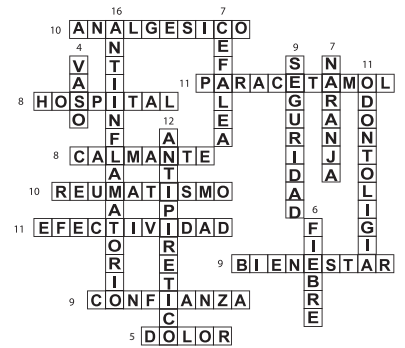 16
7
10 ANALGESICO
4
9
7
11
11 PARACETAMOL
8 HOSPITAL
12
8 CALMANTE
10 REUMATISMO
6
11 EFECTIVIDAD
9 BIENESTAR
9 CONFIANZA
5 DOLOR
ANTIINFLAMATORIO
CEFALEA
VASO
SEGURIDAD
NARANJA
ODONTOLIGIA
ANTIPIRETICO
FIEBRE